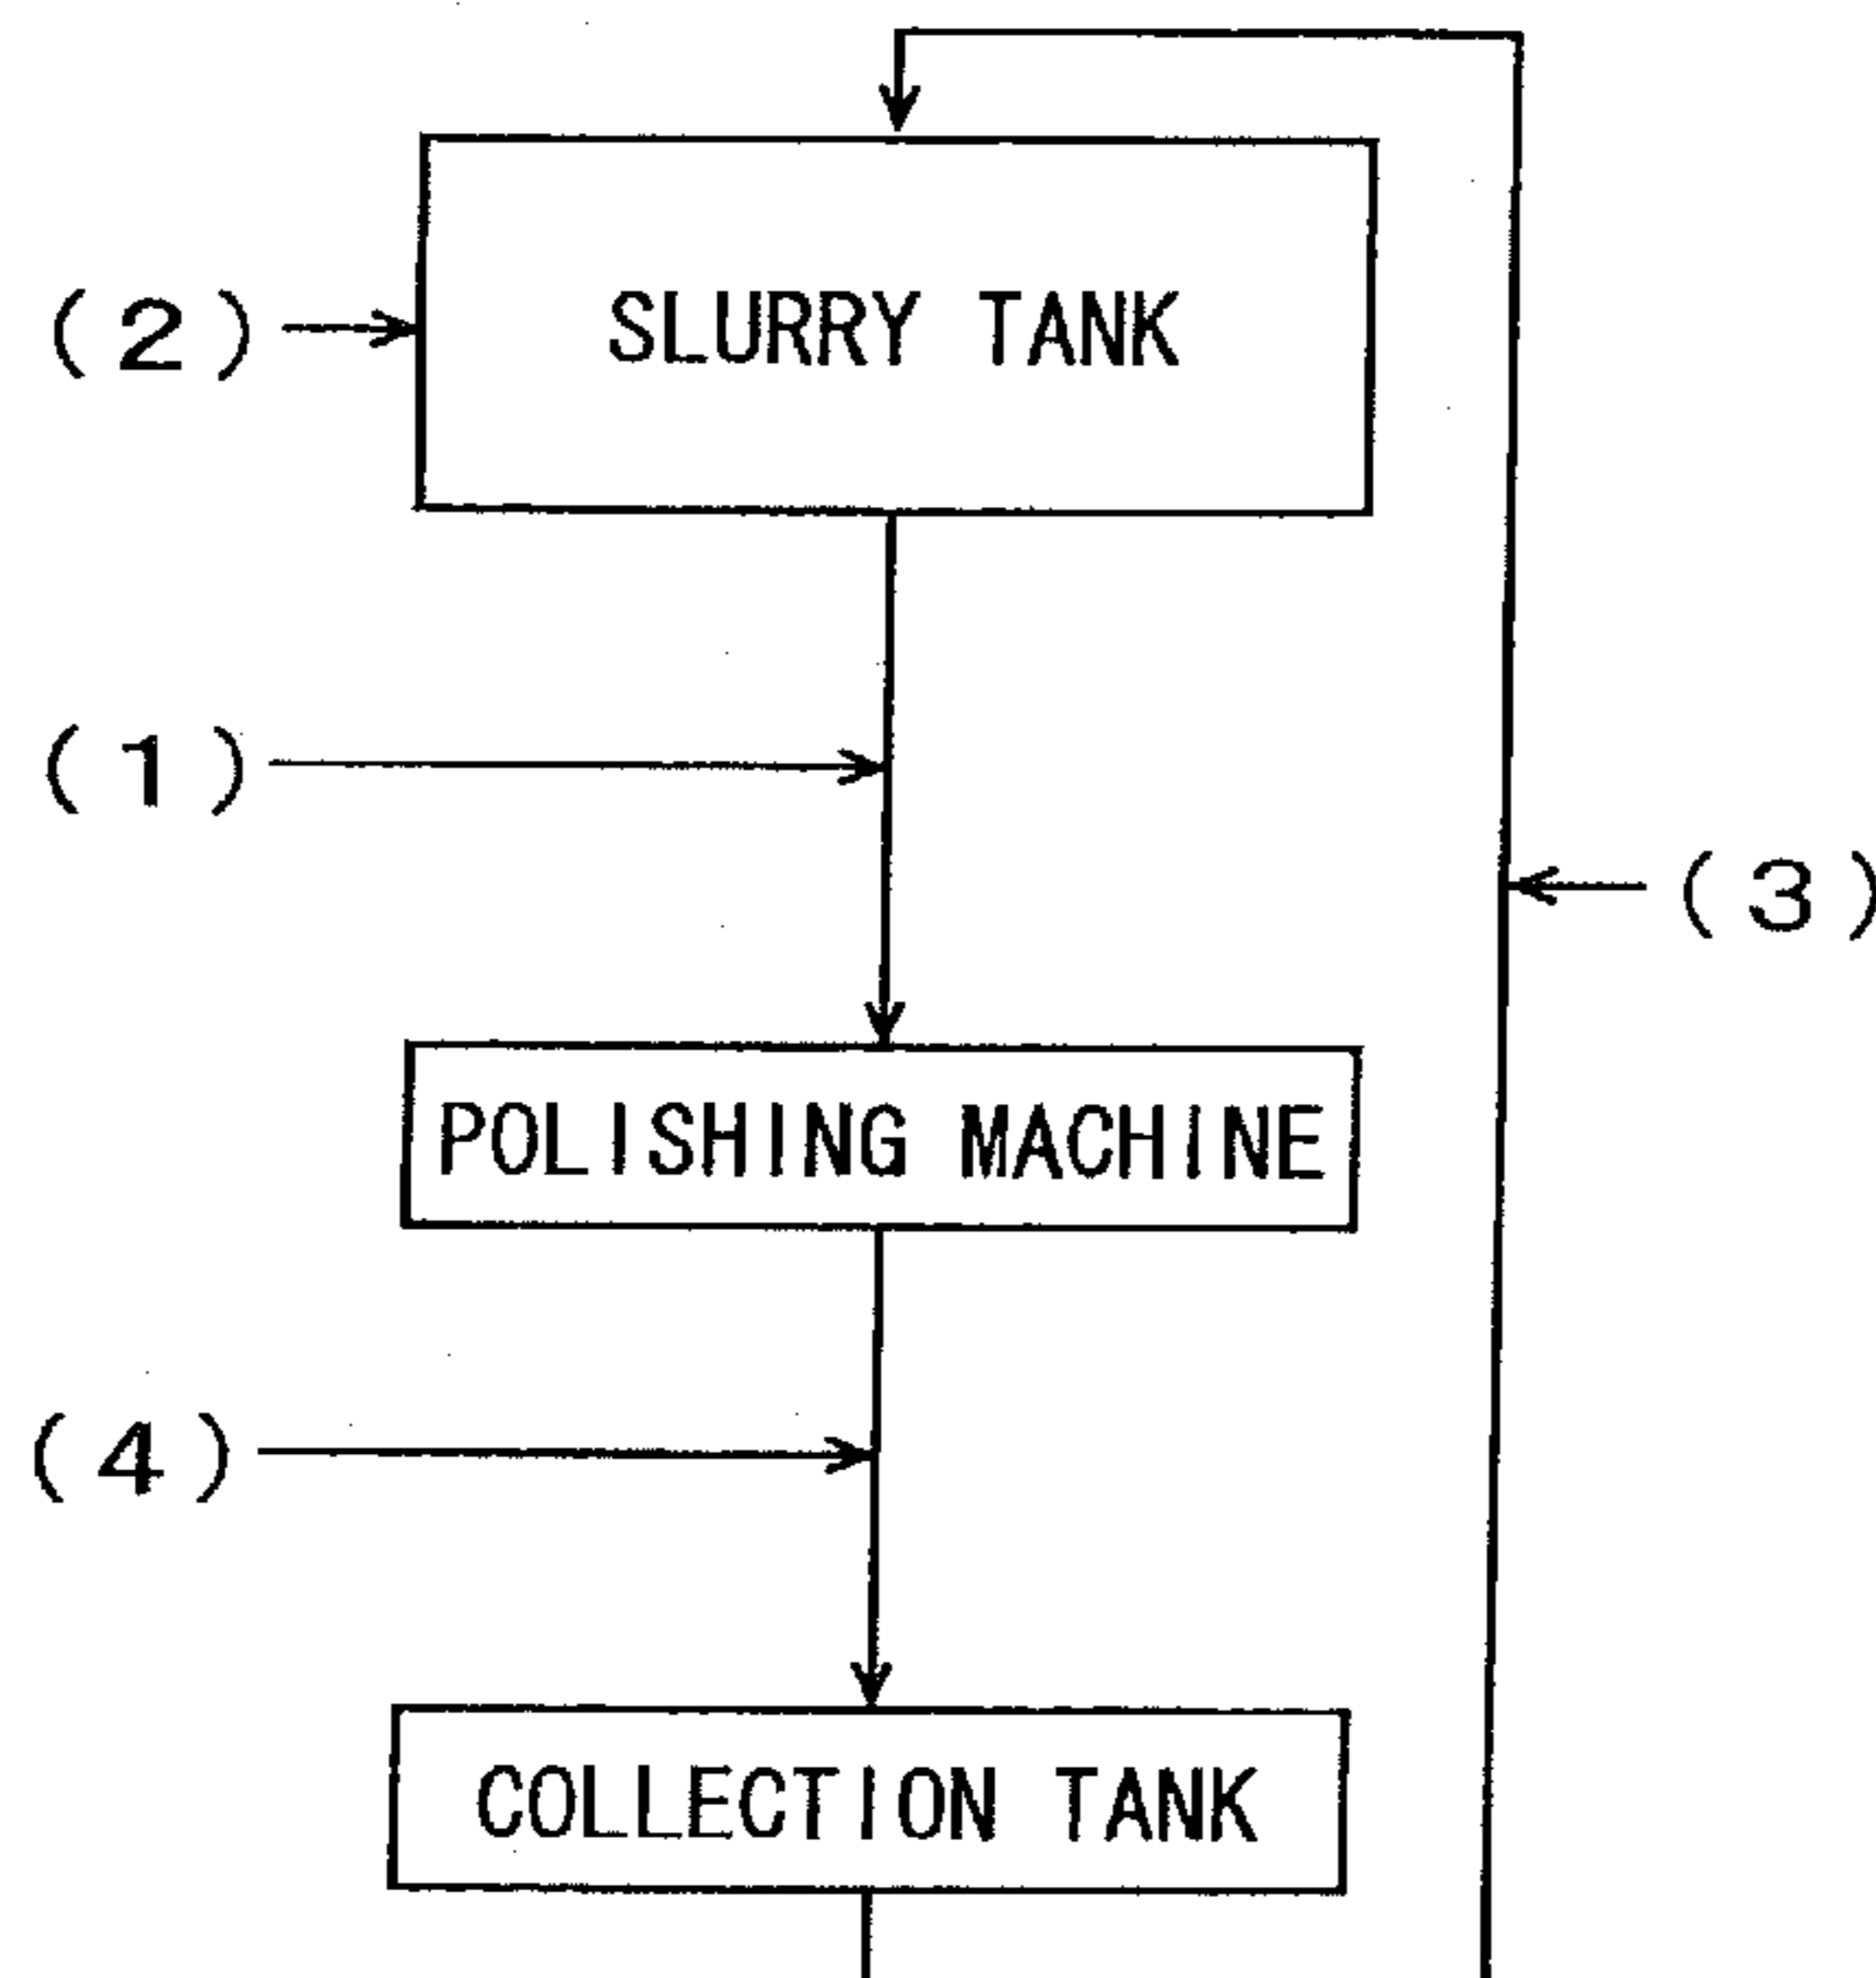 (2)
SLURRY TANK
(1)
(3)
POLISHING MACHINE
(4)
COLLECTION TANK